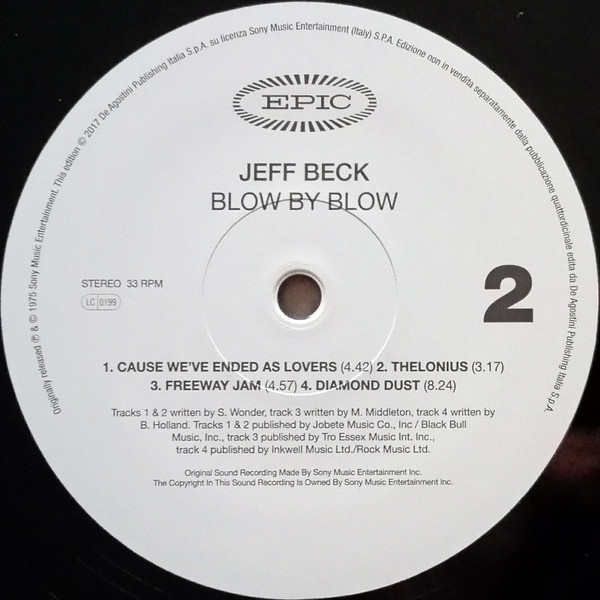 Originally released ℗ & © 1975 Sony Music Entertainment. This edition © 2017 De Agostini Publishing Italia S.p.A. su licenza Sony Music Entertainment (Italy) S.P.A. Edizione non in vendita separatamente dalla pubblicazione quattordicinale edita da De Agostini Publishing Italia S.p.A.
EPIC
JEFF BECK
BLOW BY BLOW
STEREO 33 RPM
LC 0199
2
1. CAUSE WE'VE ENDED AS LOVERS (4.42) 2. THELONIUS (3.17)
3. FREEWAY JAM (4.57) 4. DIAMOND DUST (8.24)
Tracks 1 & 2 written by S. Wonder, track 3 written by M. Middleton, track 4 written by
B. Holland. Tracks 1 & 2 published by Jobete Music Co., Inc / Black Bull
Music, Inc., track 3 published by Tro Essex Music Int. Inc.,
track 4 published by Inkwell Music Ltd./Rock Music Ltd.
Original Sound Recording Made By Sony Music Entertainment Inc.
The Copyright In This Sound Recording Is Owned By Sony Music Entertainment Inc.